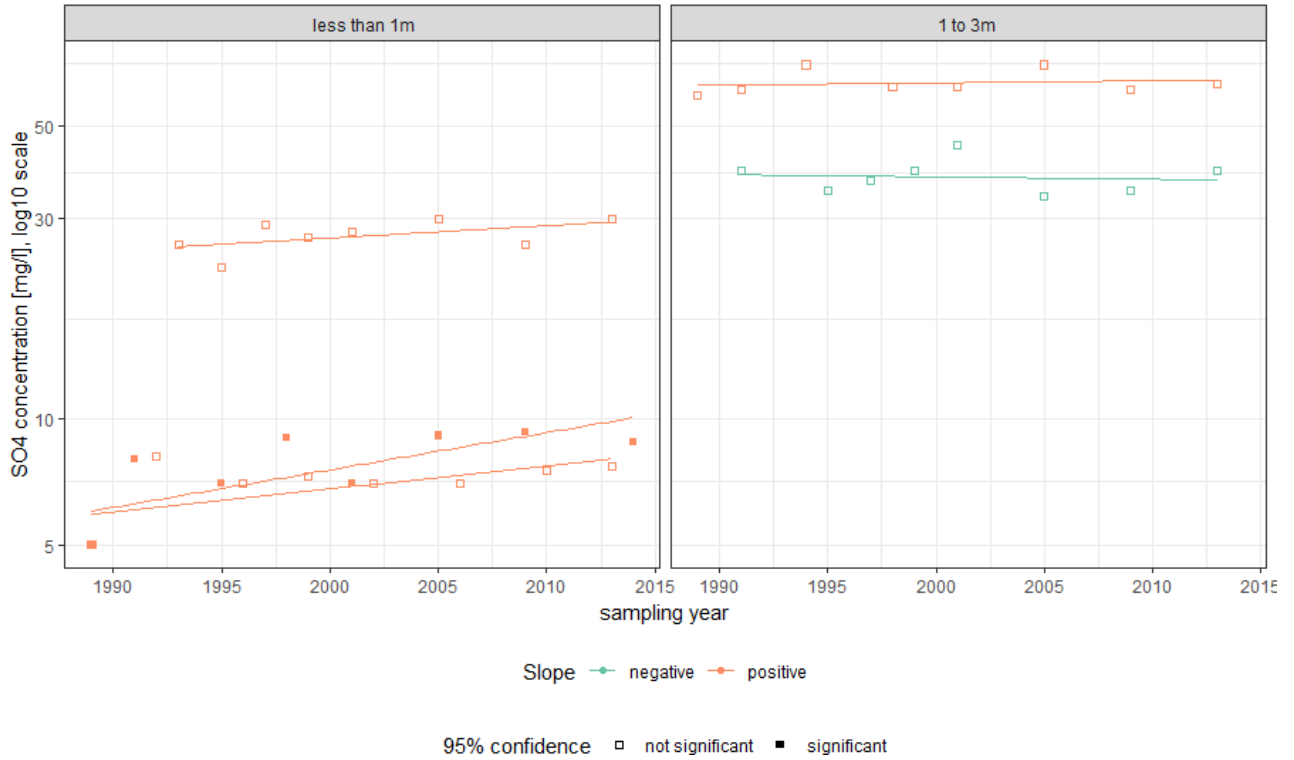 less than 1m
1 to 3m
SO4 concentration [mg/l], log10 scale
50
30
10
5
1990 1995 2000 2005 2010 2015
1990 1995 2000 2005 2010 2015
sampling year
Slope negative positive
95% confidence not significant significant